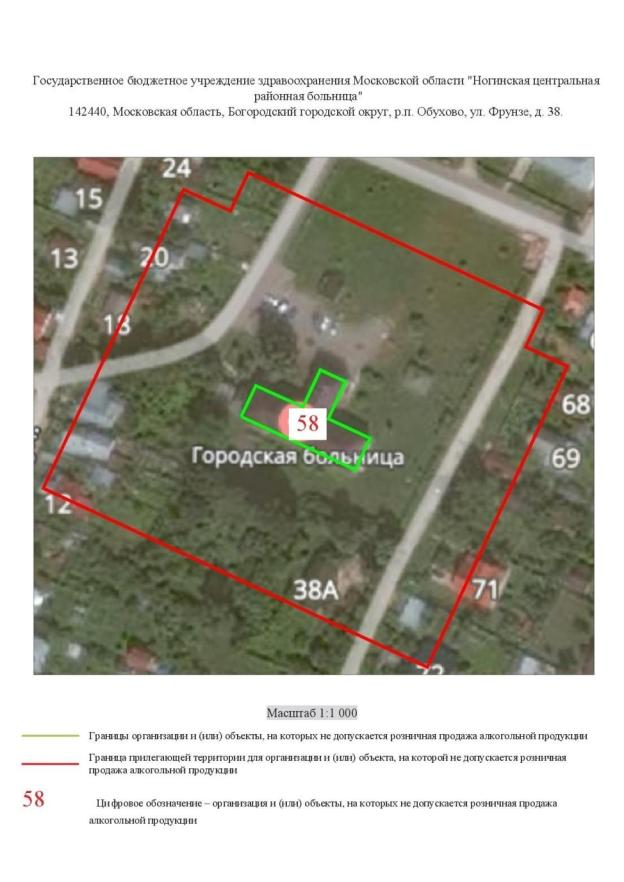 Государственное бюджетное учреждение здравоохранения Московской области "Ногинская центральная
районная больница"
142440, Московская область, Богородский городской округ, р.п. Обухово, ул. Фрунзе, д. 38.
24
15
13
20
18
58
68
Городская больница
69
12
38А
71
72
Масштаб 1:1 000
Границы организации и (или) объекты, на которых не допускается розничная продажа алкогольной продукции
Граница прилегающей территории для организации и (или) объекта, на которой не допускается розничная
продажа алкогольной продукции
58
Цифровое обозначение – организация и (или) объекты, на которых не допускается розничная продажа
алкогольной продукции